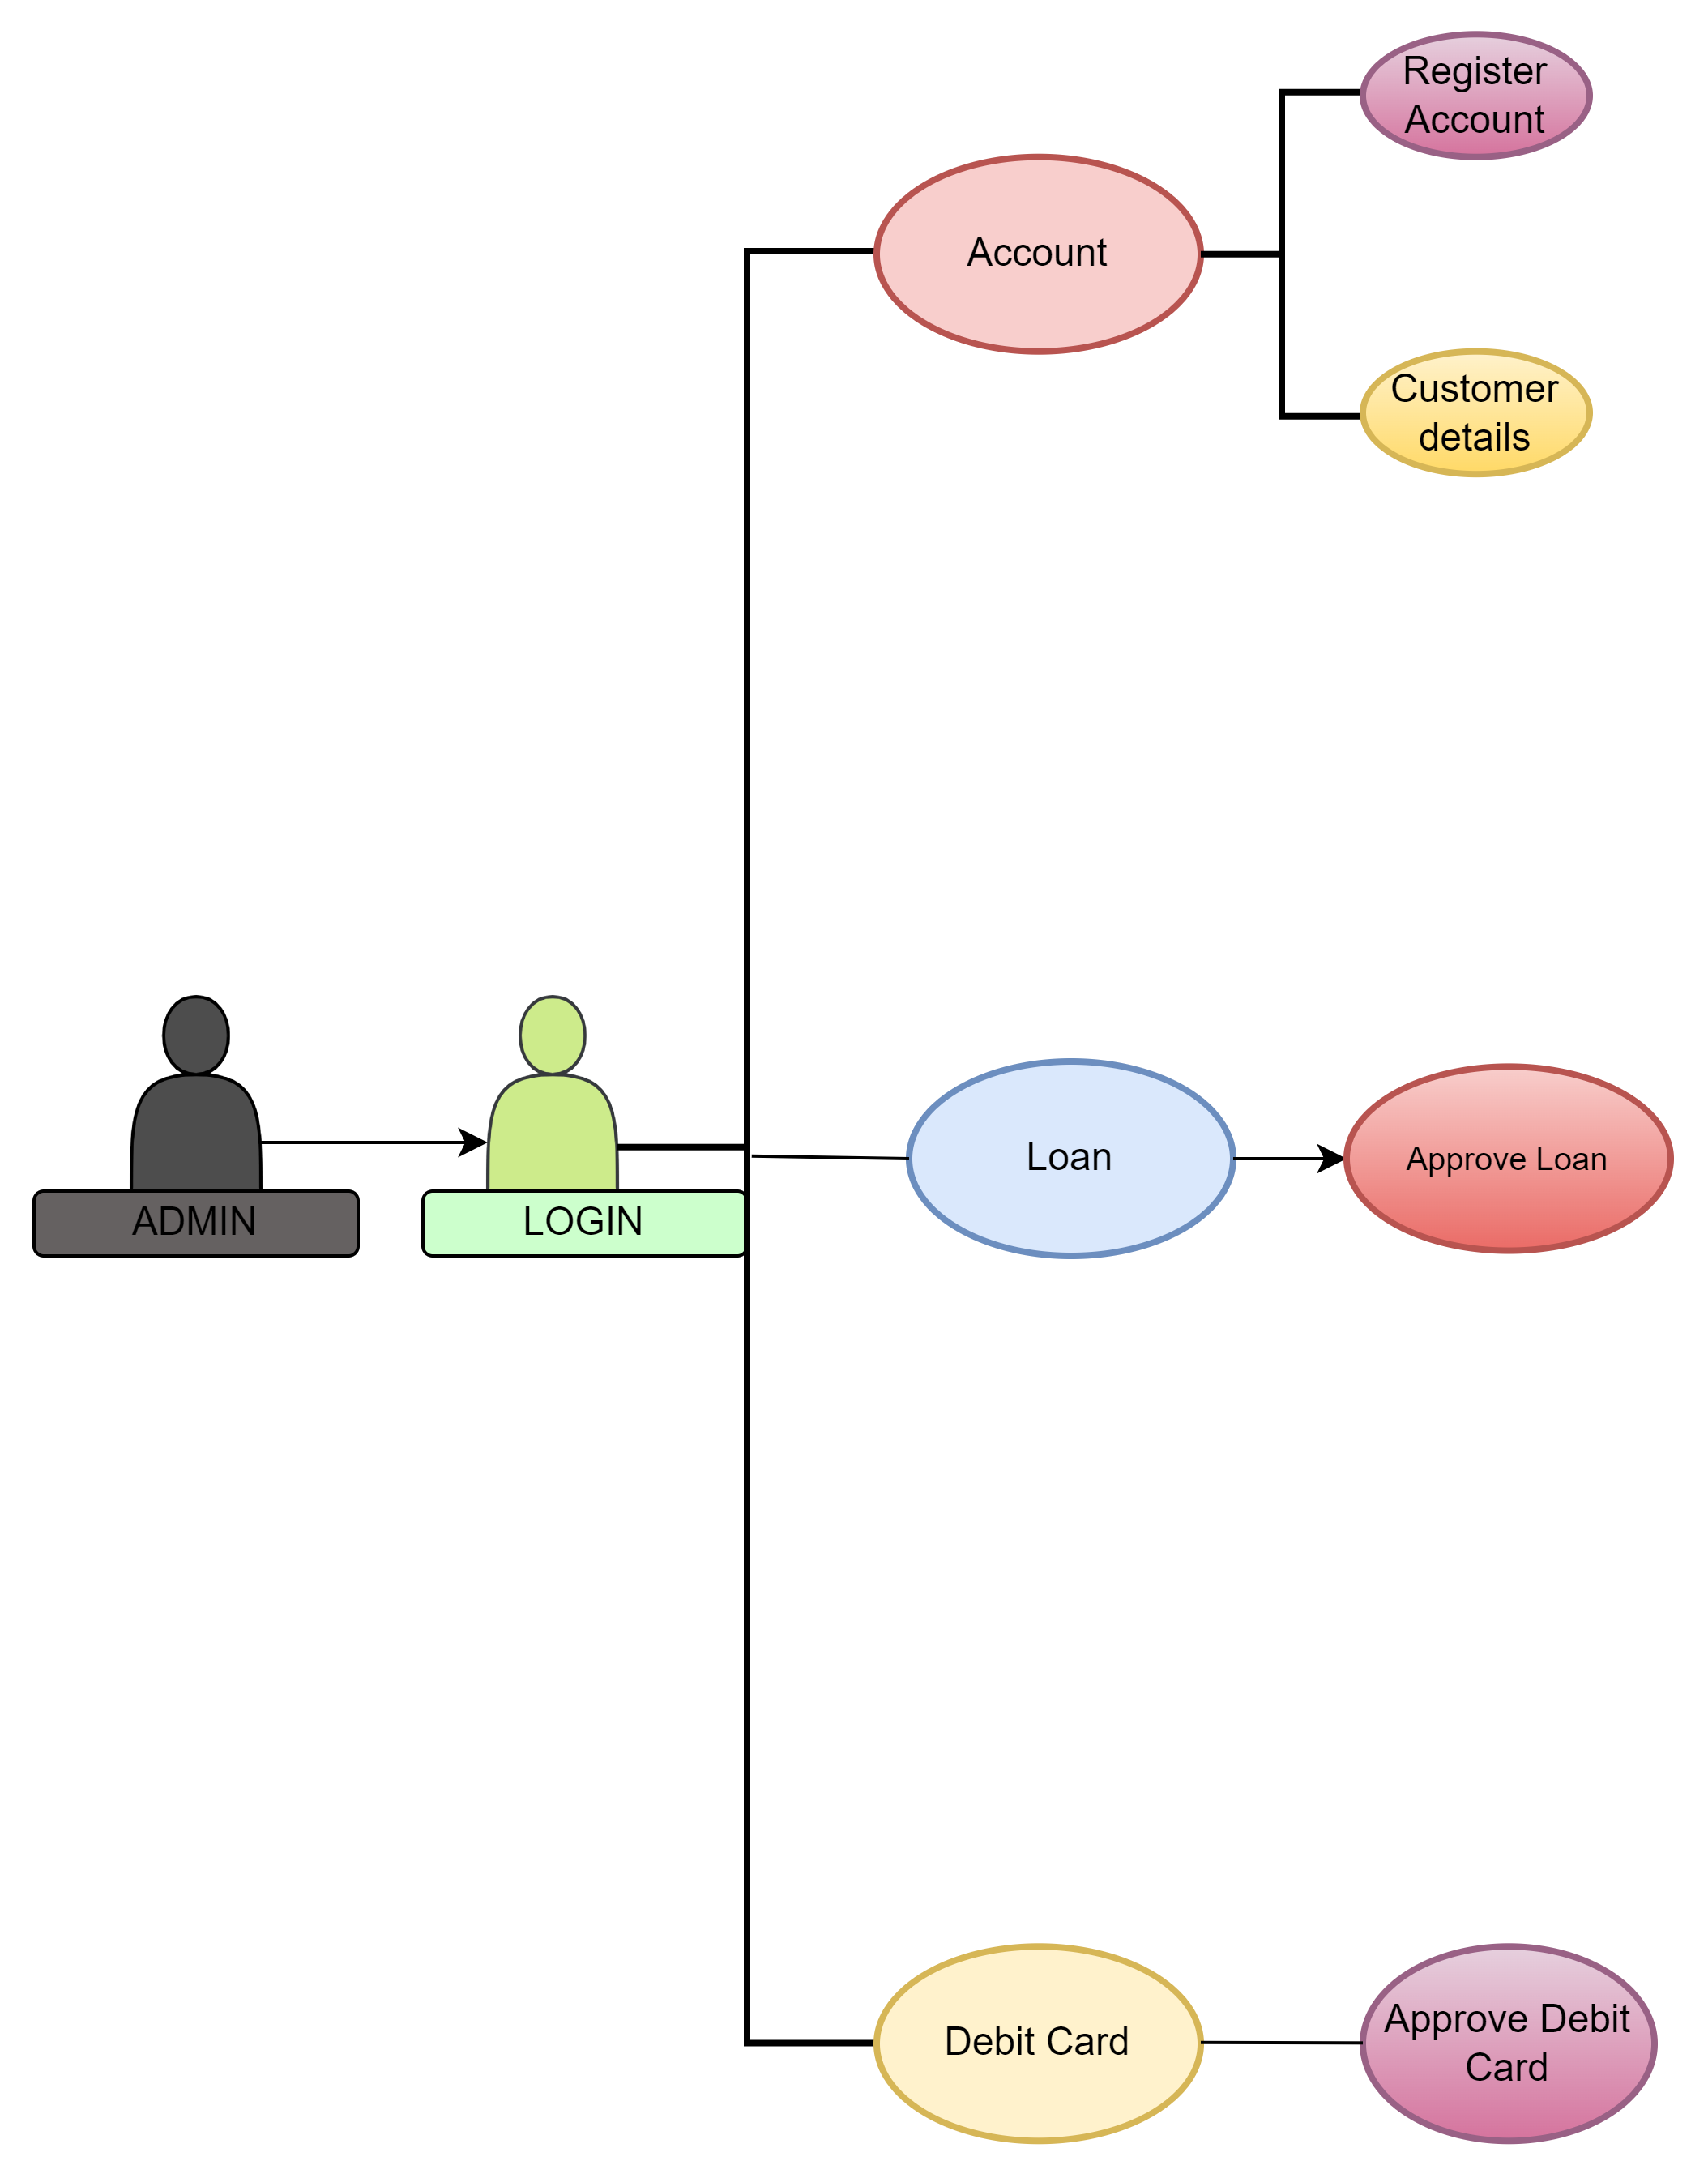 Register
Account
Account
Customer
details
ADMIN
LOGIN
Loan
Approve Loan
Debit Card
Approve Debit
Card